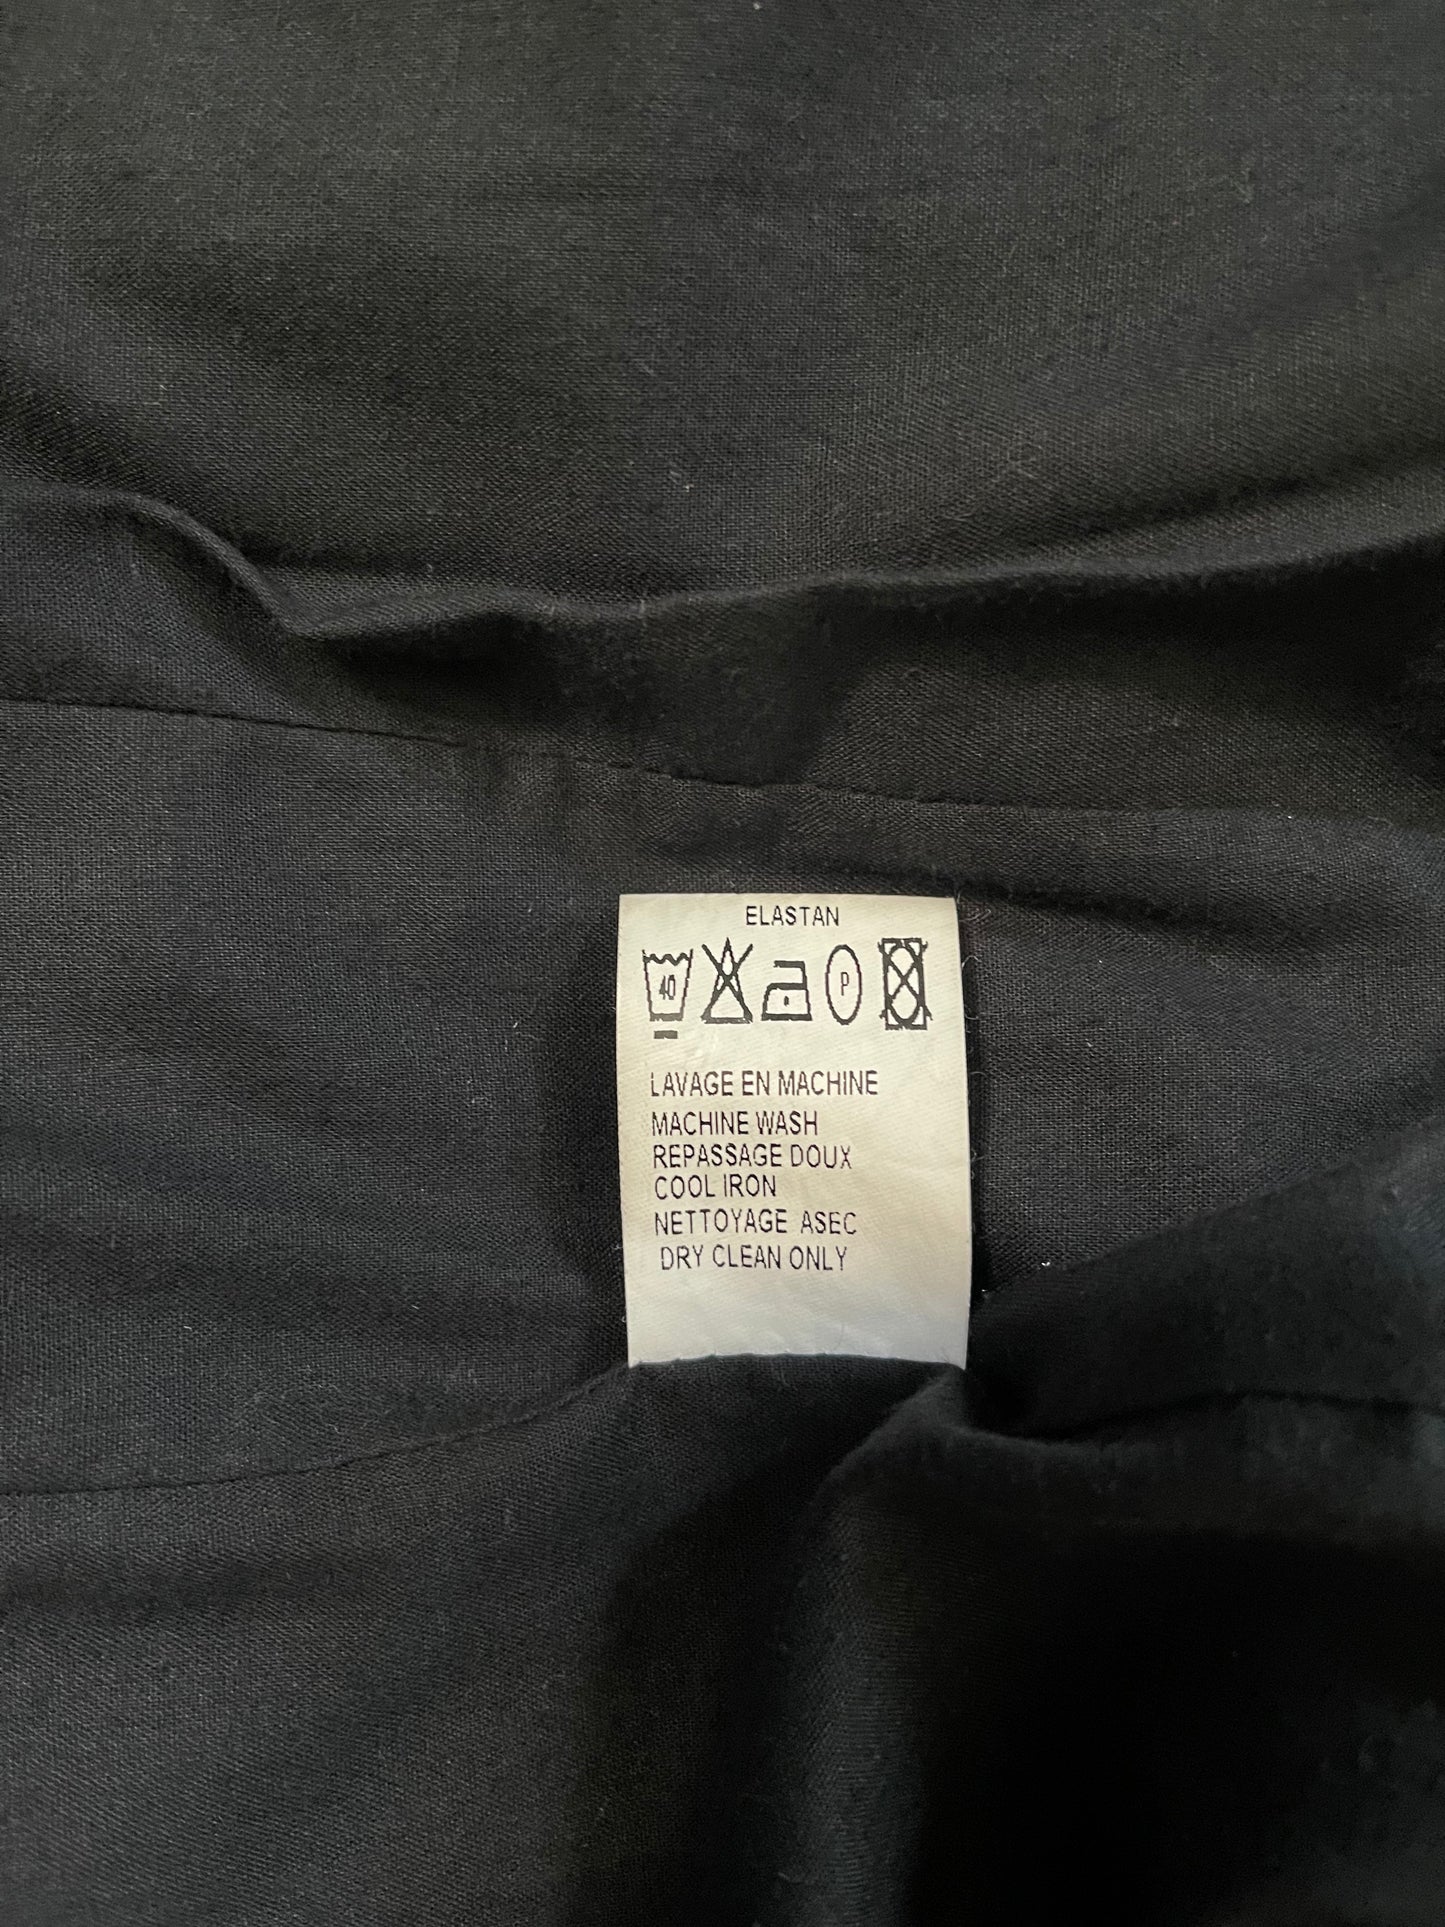 ELASTAN
40 P
LAVAGE EN MACHINE
MACHINE WASH
REPASSAGE DOUX
COOL IRON
NETTOYAGE ASEC
DRY CLEAN ONLY